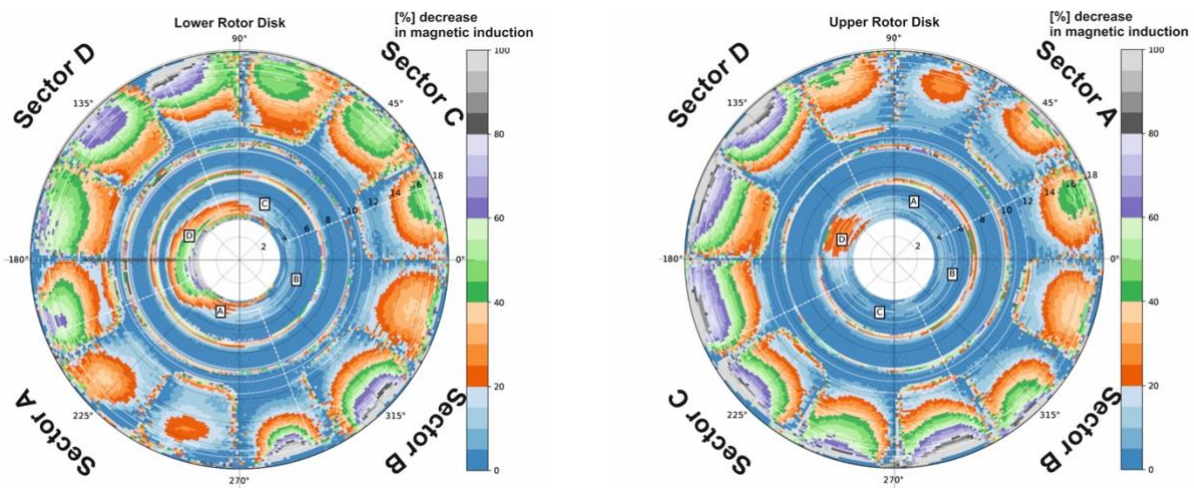 Lower Rotor Disk
[%] decrease
in magnetic induction
90°
100
Sector D
Sector C
135°
45°
80
18
16
14
12
10
8
6
4
2
C
D
B
A
60
180°
0°
40
20
Sector A
Sector B
225°
315°
270°
0
Upper Rotor Disk
[%] decrease
in magnetic induction
90°
100
Sector D
Sector A
135°
45°
80
18
16
14
12
10
8
6
4
2
A
D
B
C
60
180°
0°
40
20
Sector C
Sector B
225°
315°
270°
0